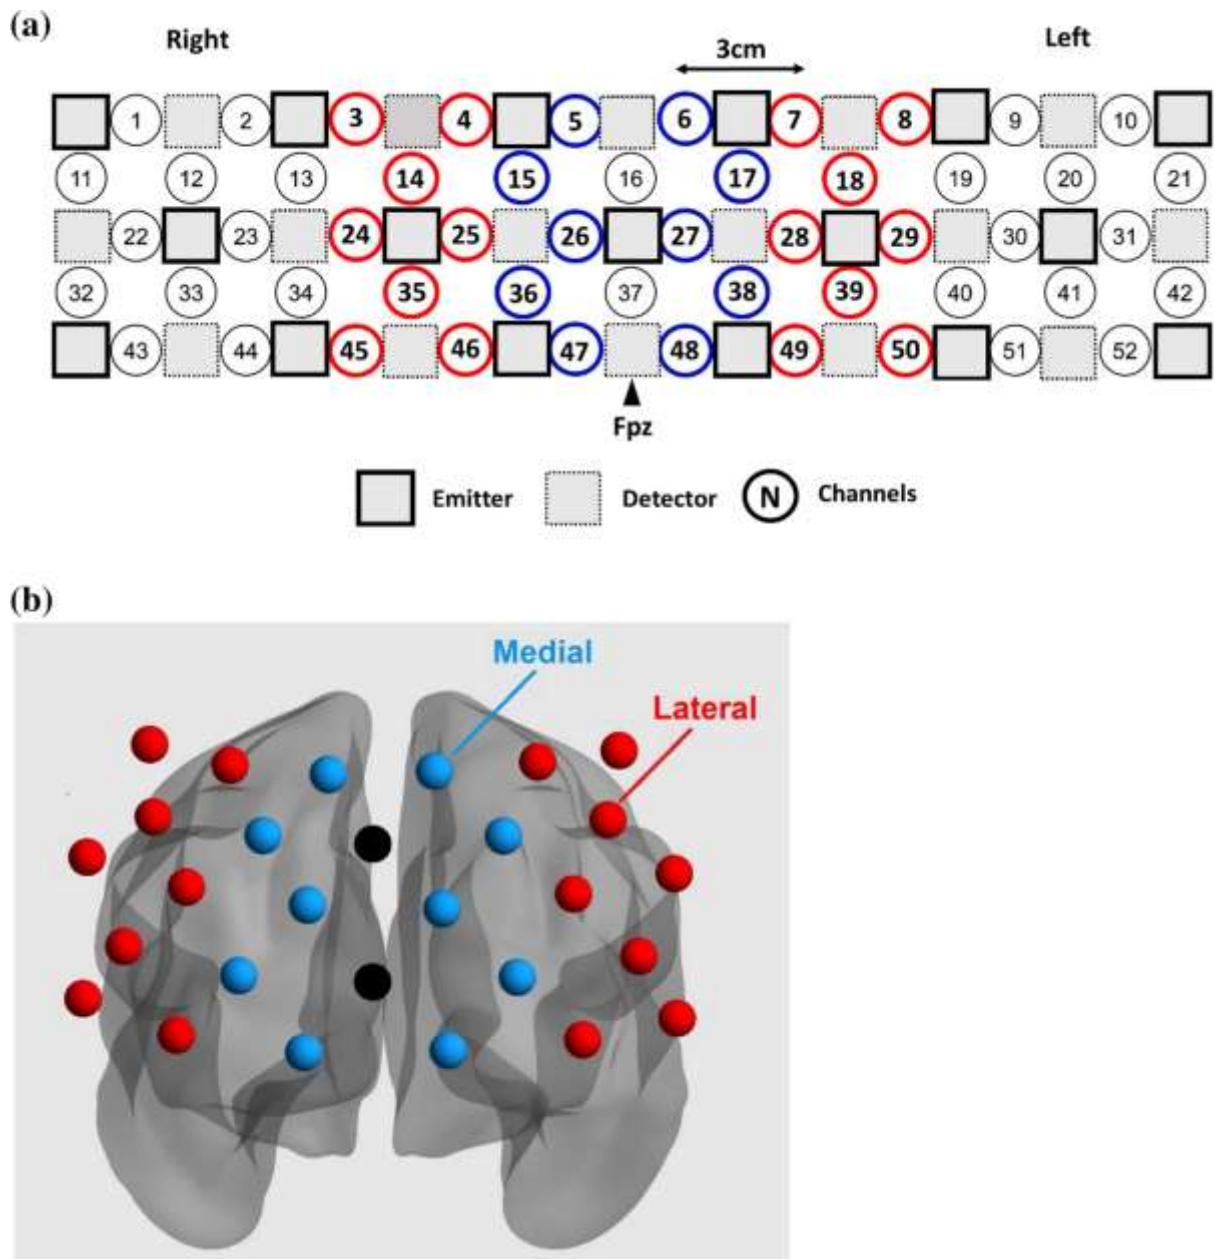 (a)
Right Left
3cm
1 2 3 4 5 6 7 8 9 10
11 12 13 14 15 16 17 18 19 20 21
22 23 24 25 26 27 28 29 30 31
32 33 34 35 36 37 38 39 40 41 42
43 44 45 46 47 48 49 50 51 52
Fpz
Emitter Detector N Channels
(b)
Medial
Lateral